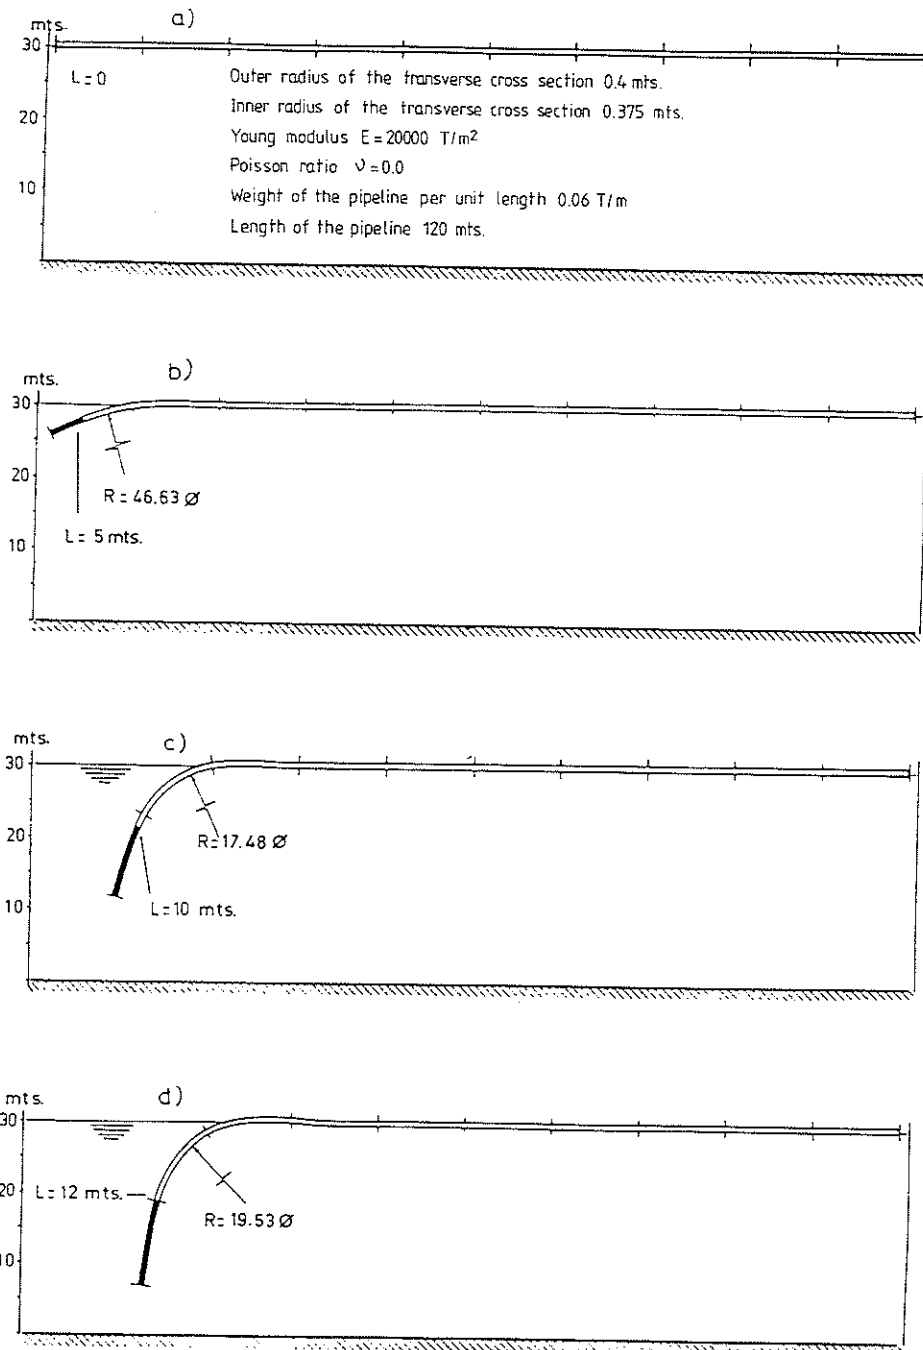 a)
mts.
30
L=0
Outer radius of the transverse cross section 0.4 mts.
Inner radius of the transverse cross section 0.375 mts.
20
Young modulus E=20000 T/m²
Poisson ratio ν=0.0
10
Weight of the pipeline per unit length 0.06 T/m
Length of the pipeline 120 mts.
b)
mts.
30
20
R=46.63 Ø
L= 5 mts.
10
c)
mts.
30
20
R=17.48 Ø
10
L=10 mts.
d)
mts.
30
20
L=12 mts.
R=19.53 Ø
10